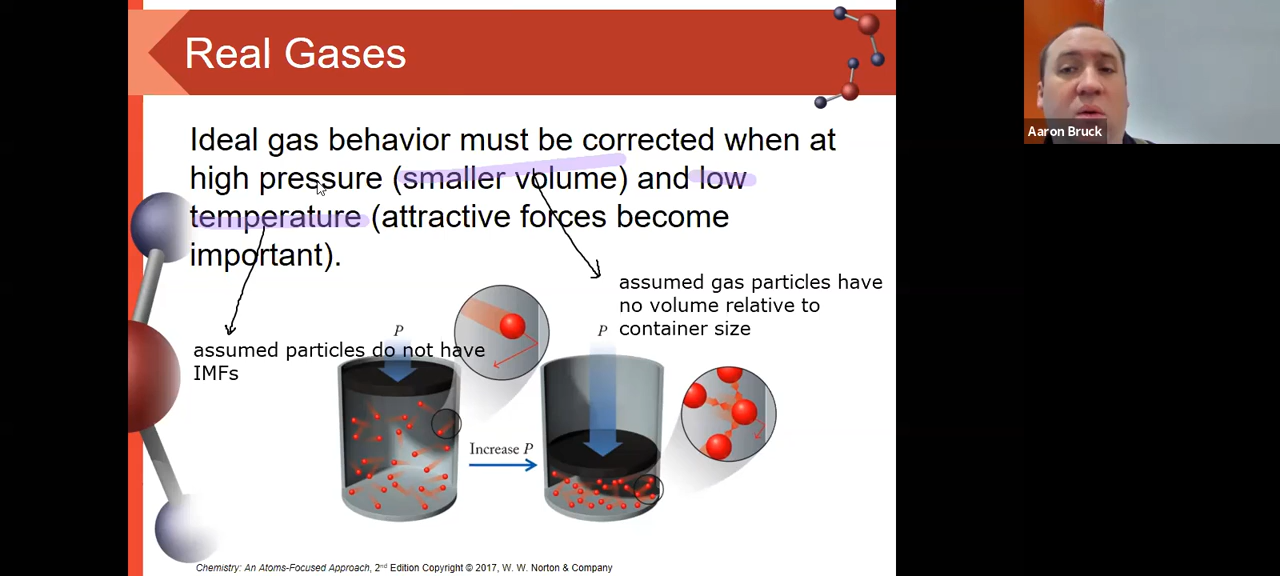 Real Gases
Aaron Bruck
Ideal gas behavior must be corrected when at
high pressure (smaller volume) and low
temperature (attractive forces become
important).
assumed gas particles have
no volume relative to
container size
P
P
assumed particles do not have
IMFs
Increase P
Chemistry: An Atoms-Focused Approach, 2nd Edition Copyright © 2017, W. W. Norton & Company